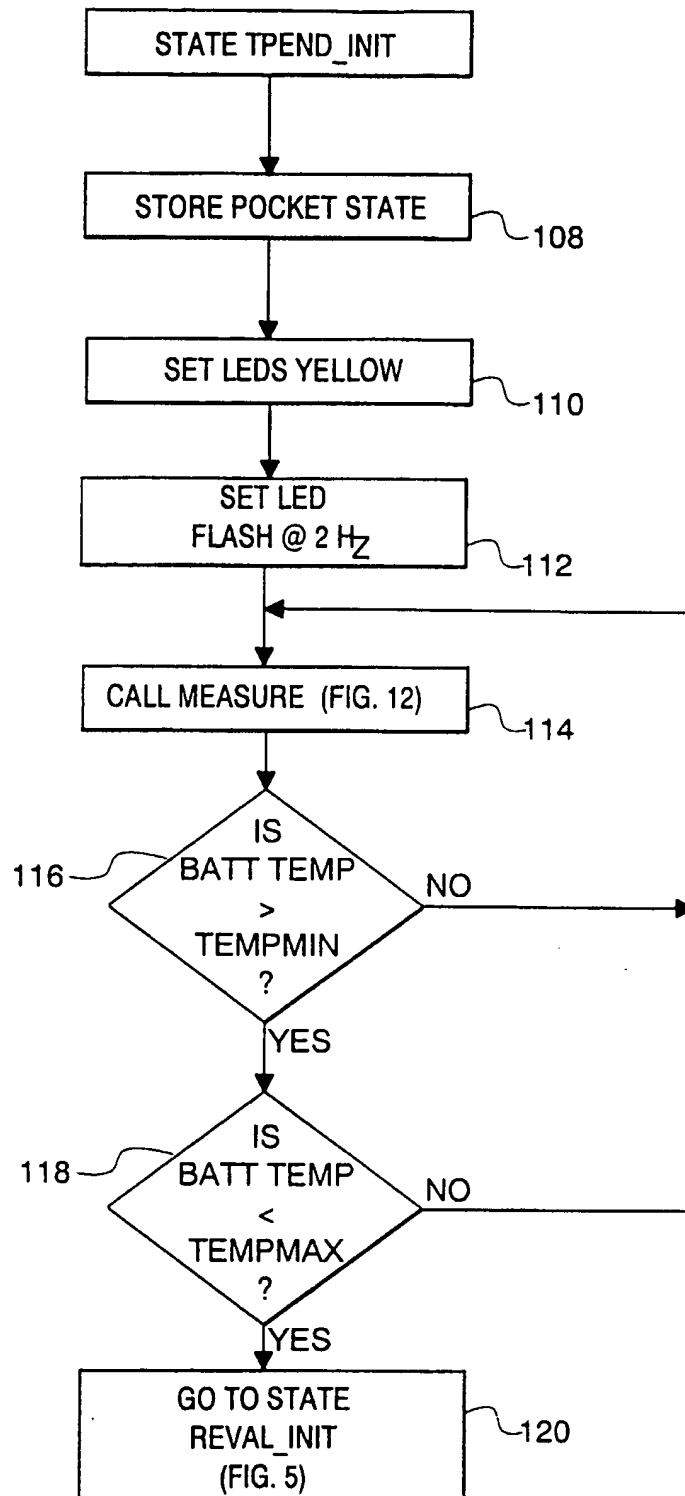 STATE TPEND_INIT
STORE POCKET STATE
108
SET LEDS YELLOW
110
SET LED
FLASH @ 2 HZ
112
CALL MEASURE (FIG. 12)
114
IS
BATT TEMP
>
TEMPMIN
?
116
NO
YES
IS
BATT TEMP
<
TEMPMAX
?
118
NO
YES
GO TO STATE
REVAL_INIT
(FIG. 5)
120